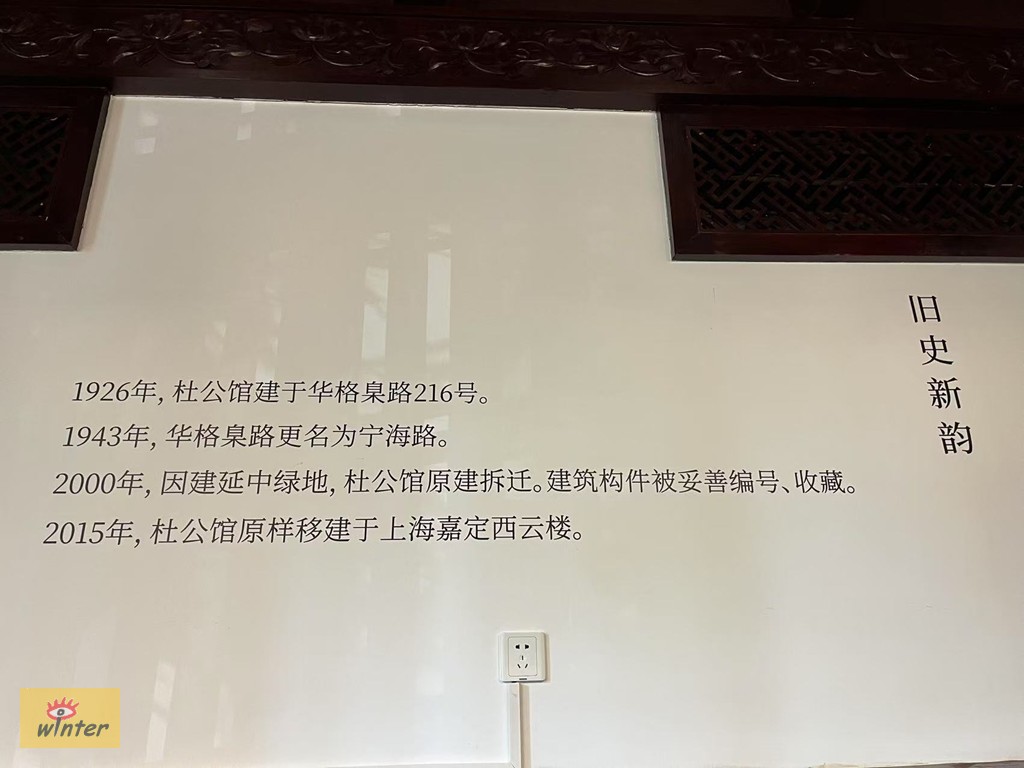 旧史新韵
1926年, 杜公馆建于华格臬路216号。
1943年, 华格臬路更名为宁海路。
2000年, 因建延中绿地, 杜公馆原建拆迁。建筑构件被妥善编号、收藏。
2015年, 杜公馆原样移建于上海嘉定西云楼。
winter